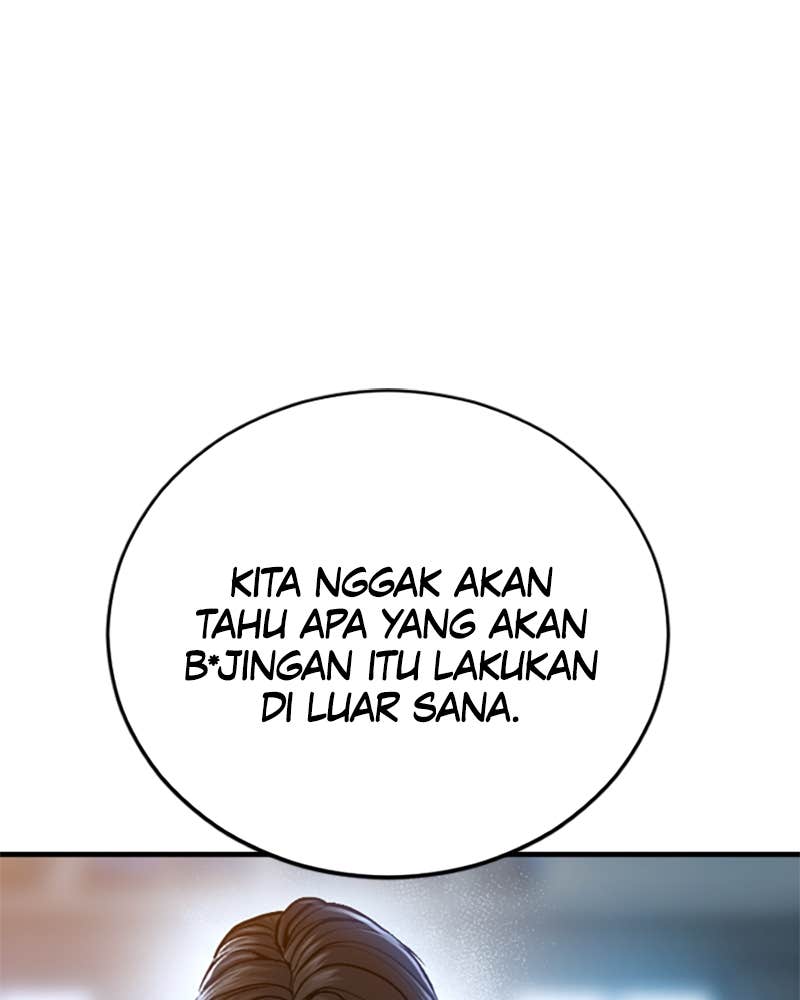 KITA NGGAK AKAN
TAHU APA YANG AKAN
B*JINGAN ITU LAKUKAN
DI LUAR SANA.